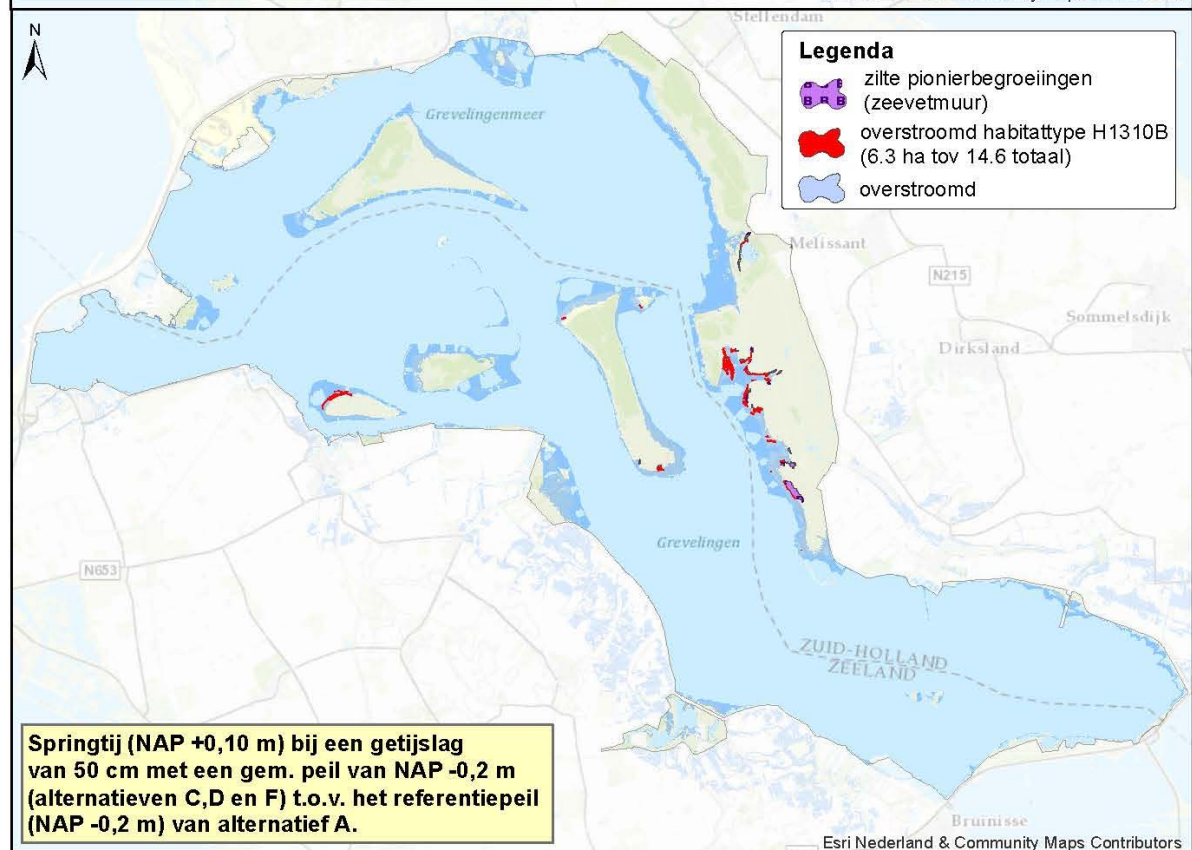 Stellendam
N
Legenda
zilte pionierbegroeiingen
(zeevetmuur)
overstroomd habitattype H1310B
(6.3 ha tov 14.6 totaal)
overstroomd
Grevelingenmeer
Melissant
N215
Sommelsdijk
Dirksland
Grevelingen
N653
ZUID-HOLLAND
ZEELAND
Springtij (NAP +0,10 m) bij een getijslag
van 50 cm met een gem. peil van NAP -0,2 m
(alternatieven C,D en F) t.o.v. het referentiepeil
(NAP -0,2 m) van alternatief A.
Bruinisse
Esri Nederland & Community Maps Contributors